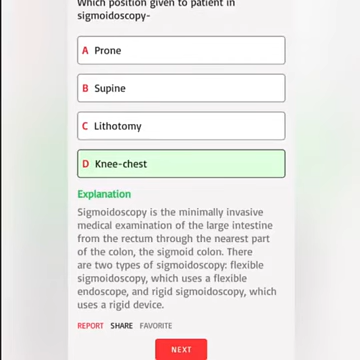 Which position given to patient in
sigmoidoscopy-
A Prone
B Supine
C Lithotomy
D Knee-chest
Explanation
Sigmoidoscopy is the minimally invasive
medical examination of the large intestine
from the rectum through the nearest part
of the colon, the sigmoid colon. There
are two types of sigmoidoscopy: flexible
sigmoidoscopy, which uses a flexible
endoscope, and rigid sigmoidoscopy, which
uses a rigid device.
REPORT SHARE FAVORITE
NEXT